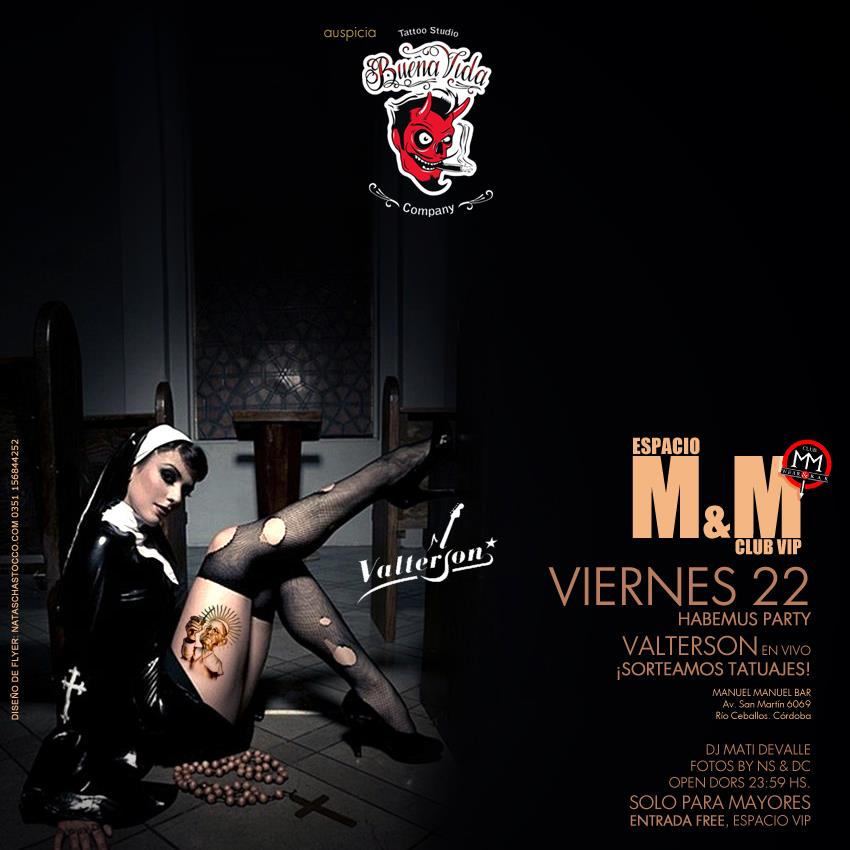 auspicia
Tattoo Studio
Buena Vida
Company
ESPACIO
M&M
CLUB VIP
CLUB
MM
VIERNES 22
HABEMUS PARTY
VALTERSON EN VIVO
¡SORTEAMOS TATUAJES!
MANUEL MANUEL BAR
Av. San Martín 6069
Río Ceballos. Córdoba
DJ MATI DEVALLE
FOTOS BY NS & DC
OPEN DORS 23:59 HS.
SOLO PARA MAYORES
ENTRADA FREE, ESPACIO VIP
Valterson
DISEÑO DE FLYER: NATASCHASTOCCO.COM 0351 156844252